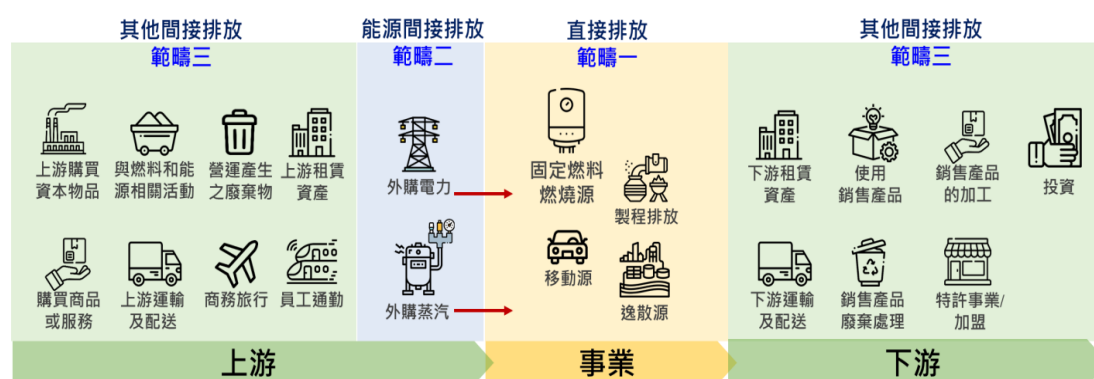 其他間接排放
範疇三
能源間接排放
範疇二
直接排放
範疇一
其他間接排放
範疇三
上游購買
資本物品
與燃料和能
源相關活動
營運產生
之廢棄物
上游租賃
資產
購買商品
或服務
上游運輸
及配送
商務旅行
員工通勤
外購電力
外購蒸汽
固定燃料
燃燒源
製程排放
移動源
逸散源
下游租賃
資產
使用
銷售產品
銷售產品
的加工
投資
下游運輸
及配送
銷售產品
廢棄處理
特許事業/
加盟
上游
事業
下游